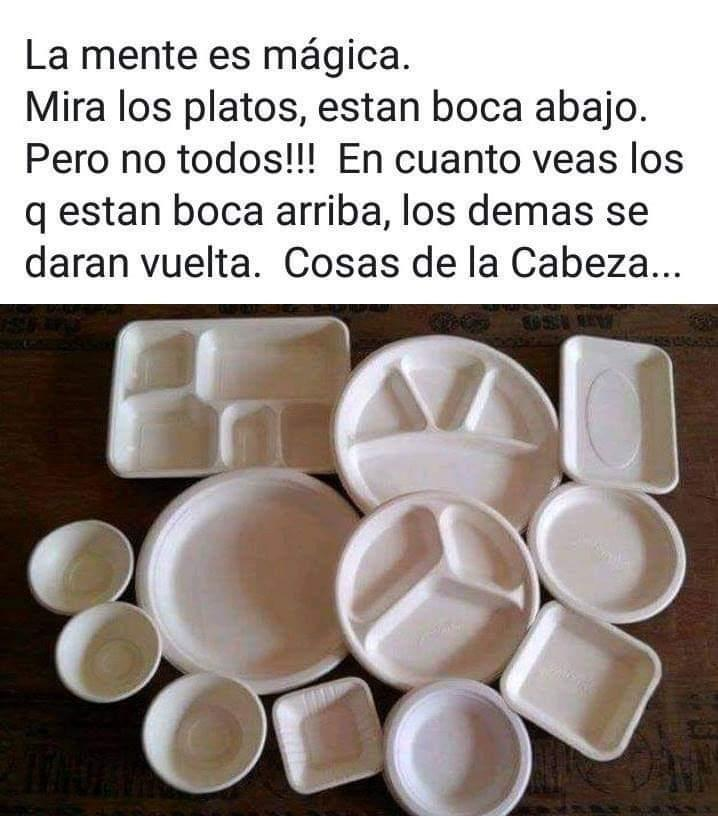 La mente es mágica.
Mira los platos, estan boca abajo.
Pero no todos!!!  En cuanto veas los
q estan boca arriba, los demas se
daran vuelta.  Cosas de la Cabeza...